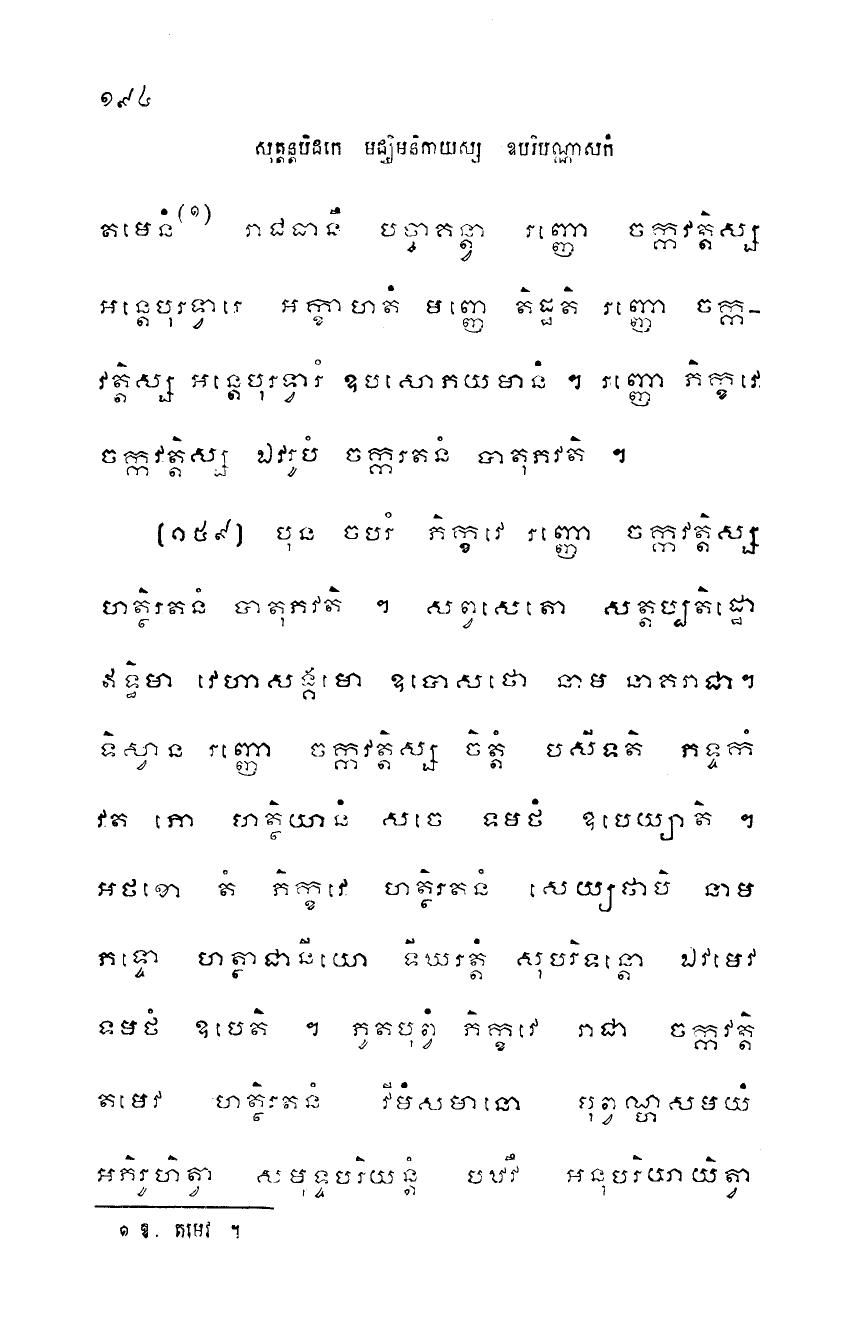 ១៩៤
សុត្តន្តបិដកេ មជ្ឈិមនិកាយស្ស ឧបរិបណ្ណាសកំ
តមេនំ(១) រាជធានឹ បច្ចាគន្ត្វា រញ្ញោ ចក្កវត្តិស្ស
អន្តេបុរទ្វារេ អក្ខាហតំ មញ្ញេ តិដ្ឋតិ រញ្ញោ ចក្ក-
វត្តិស្ស អន្តេបុរទ្វារំ ឧបសោភយមានំ ។ រញ្ញោ ភិក្ខវេ
ចក្កវត្តិស្ស ឯវរូបំ ចក្ករតនំ បាតុភវតិ ។
(១៥៩) បុន ចបរំ ភិក្ខវេ រញ្ញោ ចក្កវត្តិស្ស
ហត្ថិរតនំ បាតុភវតិ ។ សព្វសេតោ សត្តប្បតិដ្ឋោ
ឥទ្ធិមា វេហាសង្គមោ ឧបោសថោ នាម នាគរាជា។
ទិស្វាន រញ្ញោ ចក្កវត្តិស្ស ចិត្តំ បសីទតិ ភទ្ទកំ
វត ភោ ហត្ថិយានំ សចេ ទមថំ ឧបេយ្យាតិ ។
អថខោ តំ ភិក្ខវេ ហត្ថិរតនំ សេយ្យថាបិ នាម
ភទ្ទោ ហត្ថាជានីយោ ទីឃរត្តំ សុបរិទន្តោ ឯវមេវ
ទមថំ ឧបេតិ ។ ភូតបុព្វំ ភិក្ខវេ រាជា ចក្កវត្តិ
តមេវ ហត្ថិរតនំ វីមំសមានោ បុព្វណ្ហសមយំ
អភិរូហិត្វា សមុទ្ទបរិយន្តំ បឋវឹ អនុបរិយាយិត្វា
១ ឱ. តមេវ ។